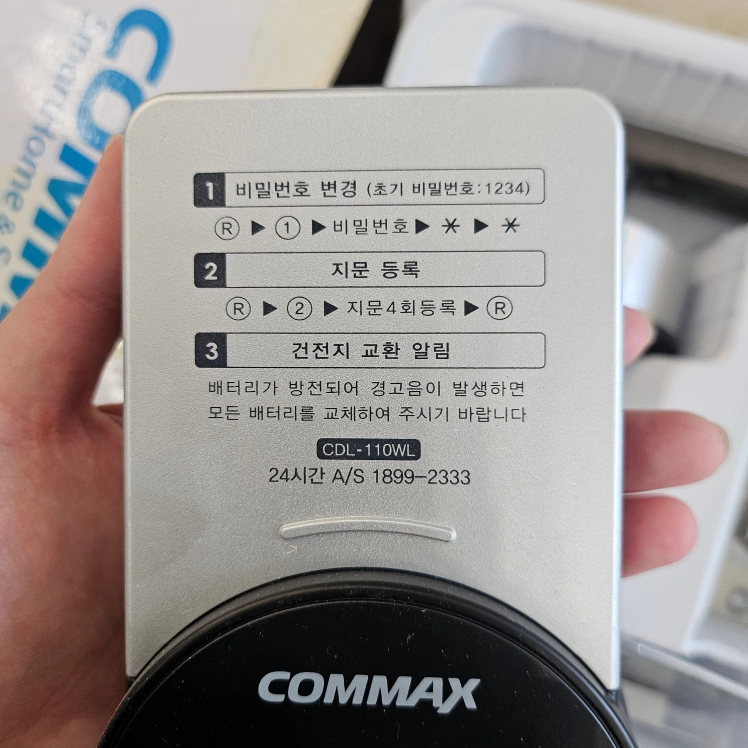 COMMAX
Smart Home & S
1 비밀번호 변경 (초기 비밀번호:1234)
Ⓡ ▶ ① ▶ 비밀번호 ▶ * ▶ *
2 지문 등록
Ⓡ ▶ ② ▶ 지문4회등록 ▶ Ⓡ
3 건전지 교환 알림
배터리가 방전되어 경고음이 발생하면
모든 배터리를 교체하여 주시기 바랍니다
CDL-110WL
24시간 A/S 1899-2333
COMMAX